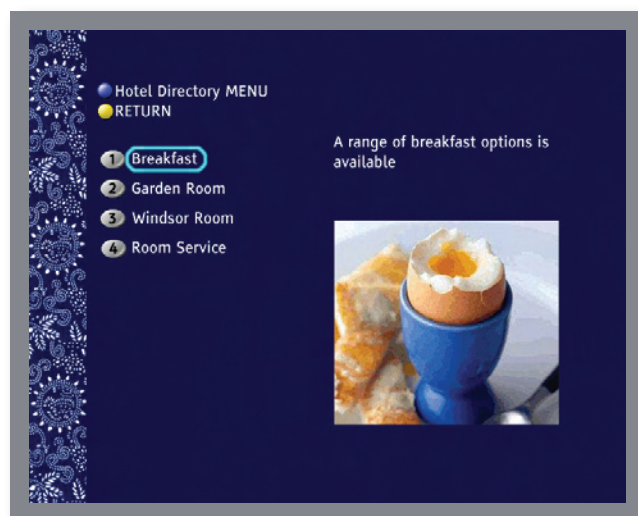 Hotel Directory MENU
RETURN
1 Breakfast
2 Garden Room
3 Windsor Room
4 Room Service
A range of breakfast options is
available